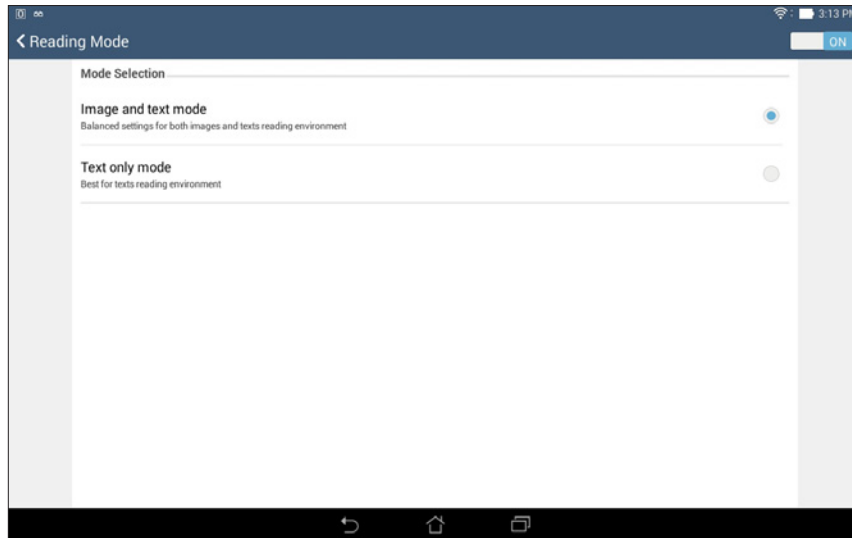 3:13 PM
Reading Mode
ON
Mode Selection
Image and text mode
Balanced settings for both images and texts reading environment
Text only mode
Best for texts reading environment